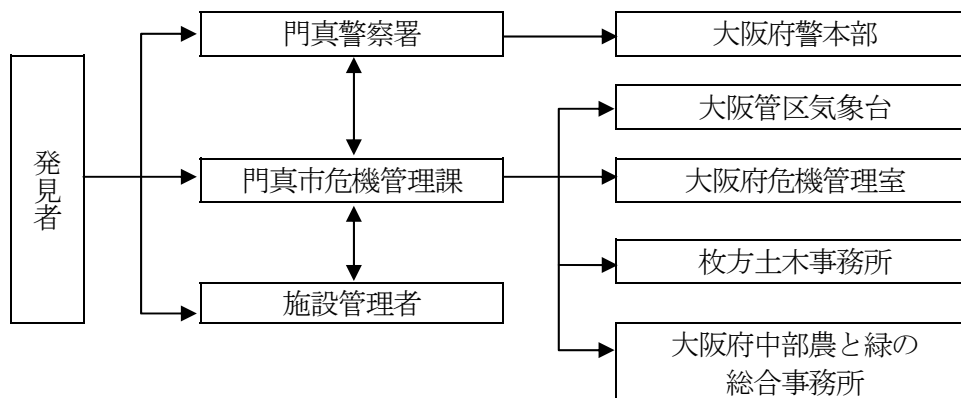 発見者
門真警察署
門真市危機管理課
施設管理者
大阪府警本部
大阪管区気象台
大阪府危機管理室
枚方土木事務所
大阪府中部農と緑の
総合事務所